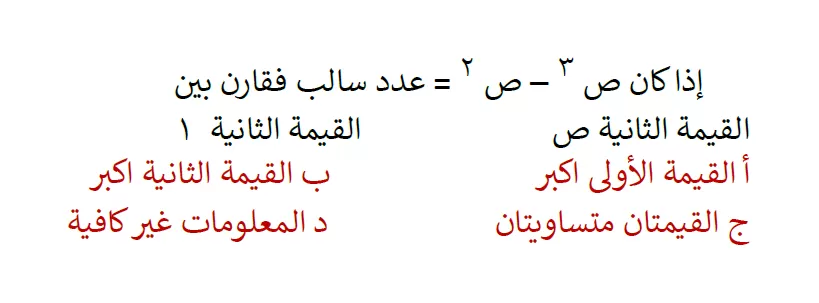 إذا كان ص ٣ – ص ٢ = عدد سالب فقارن بين
القيمة الثانية ص القيمة الثانية ١
أ القيمة الأولى اكبر ب القيمة الثانية اكبر
ج القيمتان متساويتان د المعلومات غير كافية